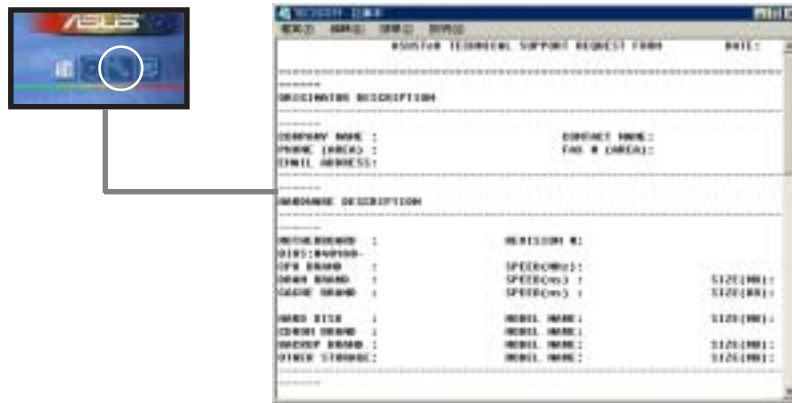 ASUS
ASUSTeK TECHNICAL SUPPORT REQUEST FORM DATE:
ORIGINATOR DESCRIPTION
COMPANY NAME : CONTACT NAME:
PHONE (AREA) : FAX # (AREA):
EMAIL ADDRESS:
HARDWARE DESCRIPTION
MOTHERBOARD : REVISION #:
CPU BRAND : SPEED(MHz):
DRAM BRAND : SPEED(ns) : SIZE(MB):
CACHE BRAND : SPEED(ns) : SIZE(KB):
HARD DISK : MODEL NAME: SIZE(MB):
CDROM BRAND : MODEL NAME:
BACKUP BRAND : MODEL NAME: SIZE(MB):
OTHER STORAGE: MODEL NAME: SIZE(MB):